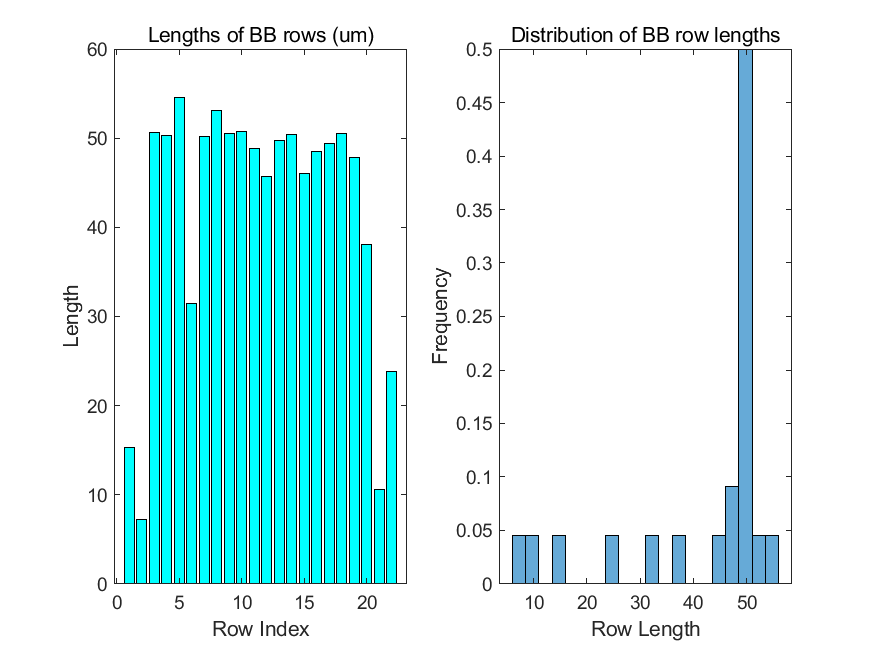 Lengths of BB rows (um)
60
50
40
30
20
10
0
Length
0 5 10 15 20
Row Index
Distribution of BB row lengths
0.5
0.45
0.4
0.35
0.3
0.25
0.2
0.15
0.1
0.05
0
Frequency
10 20 30 40 50
Row Length